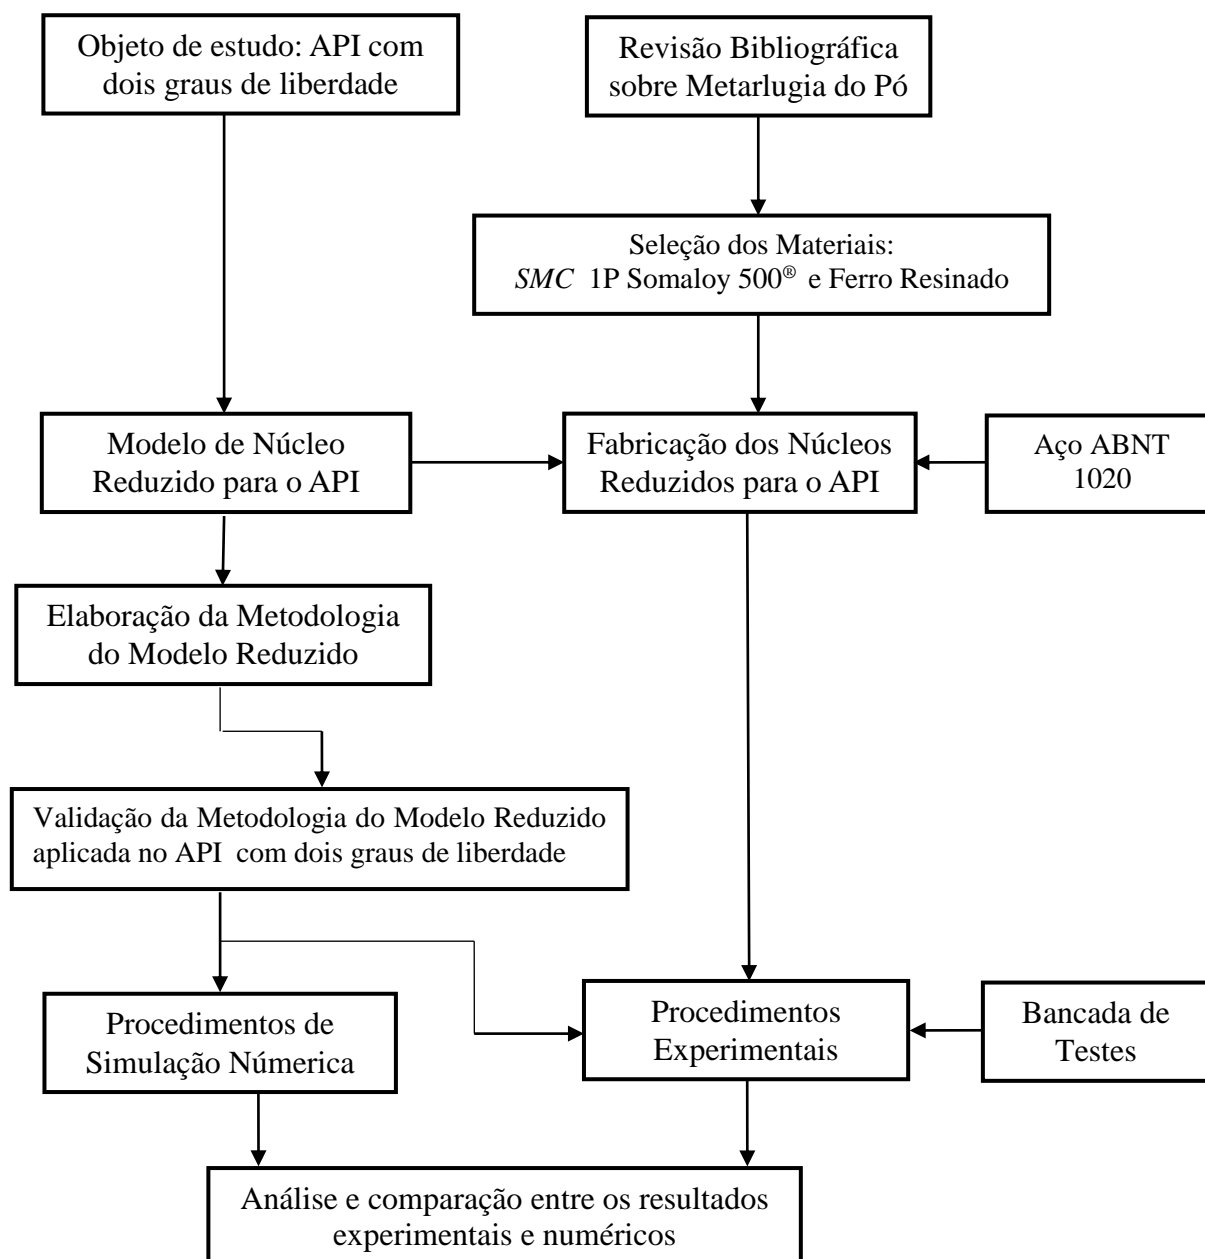 Objeto de estudo: API com
dois graus de liberdade
Revisão Bibliográfica
sobre Metarlugia do Pó
Seleção dos Materiais:
SMC 1P Somaloy 500® e Ferro Resinado
Modelo de Núcleo
Reduzido para o API
Fabricação dos Núcleos
Reduzidos para o API
Aço ABNT
1020
Elaboração da Metodologia
do Modelo Reduzido
Validação da Metodologia do Modelo Reduzido
aplicada no API com dois graus de liberdade
Procedimentos de
Simulação Númerica
Procedimentos
Experimentais
Bancada de
Testes
Análise e comparação entre os resultados
experimentais e numéricos